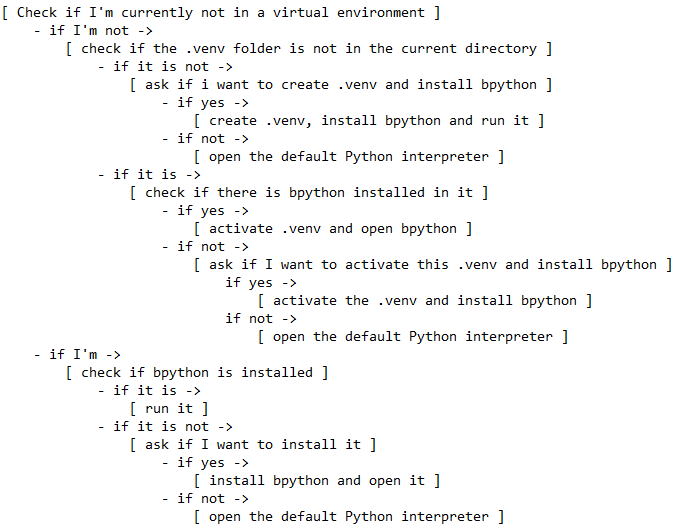 [ Check if I'm currently not in a virtual environment ]
    - if I'm not ->
        [ check if the .venv folder is not in the current directory ]
            - if it is not ->
                [ ask if i want to create .venv and install bpython ]
                    - if yes ->
                        [ create .venv, install bpython and run it ]
                    - if not ->
                        [ open the default Python interpreter ]
            - if it is ->
                [ check if there is bpython installed in it ]
                    - if yes ->
                        [ activate .venv and open bpython ]
                    - if not ->
                        [ ask if I want to activate this .venv and install bpython ]
                            if yes ->
                                [ activate the .venv and install bpython ]
                            if not ->
                                [ open the default Python interpreter ]
    - if I'm ->
        [ check if bpython is installed ]
            - if it is ->
                [ run it ]
            - if it is not ->
                [ ask if I want to install it ]
                    - if yes ->
                        [ install bpython and open it ]
                    - if not ->
                        [ open the default Python interpreter ]